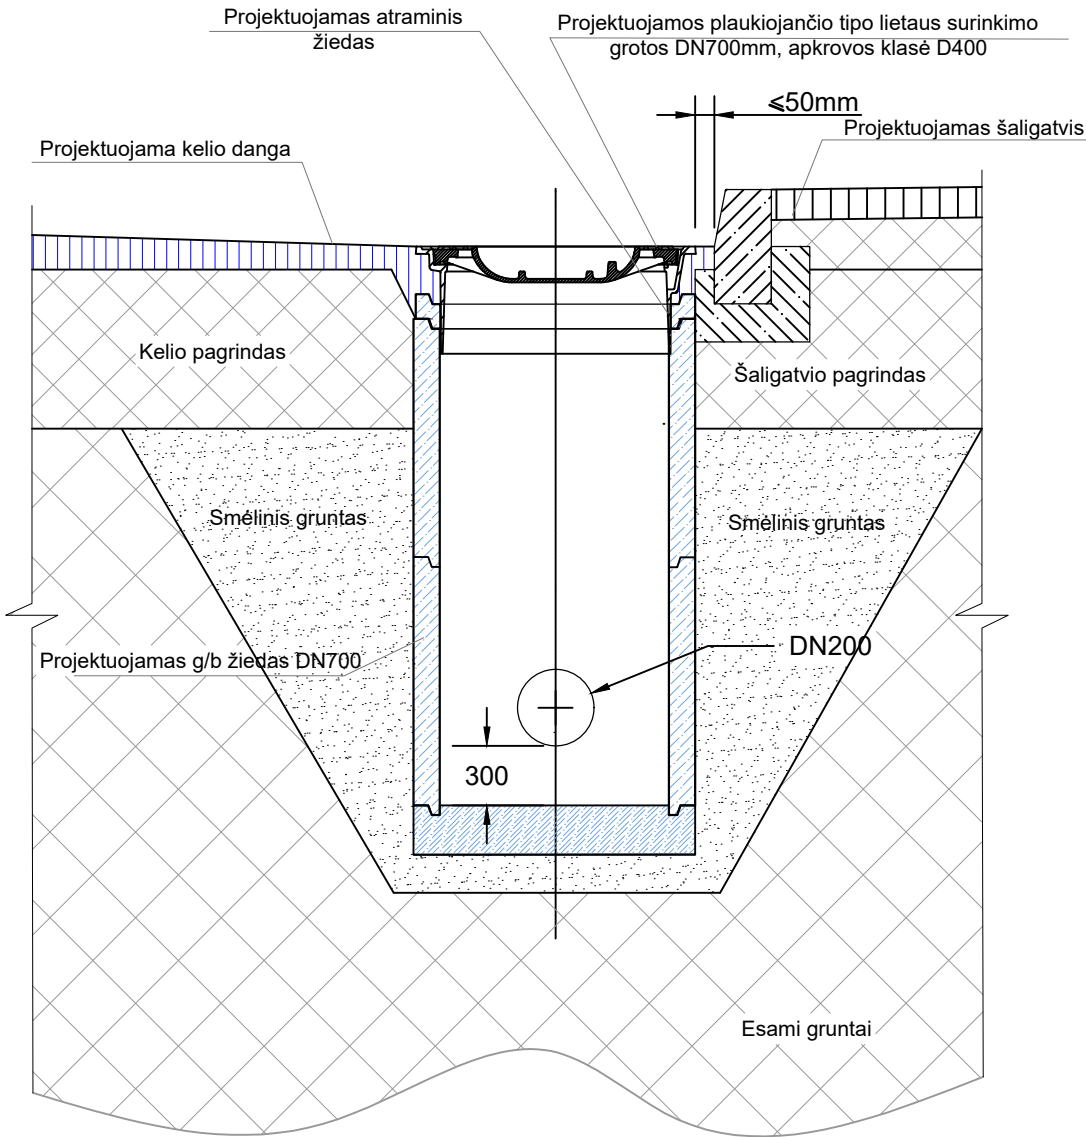 Projektuojamas atraminis
žiedas
Projektuojamos plaukiojančio tipo lietaus surinkimo
grotos DN700mm, apkrovos klasė D400
≤50mm
Projektuojamas šaligatvis
Projektuojama kelio danga
Kelio pagrindas
Šaligatvio pagrindas
Smėlinis gruntas
Smėlinis gruntas
Projektuojamas g/b žiedas DN700
DN200
300
Esami gruntai